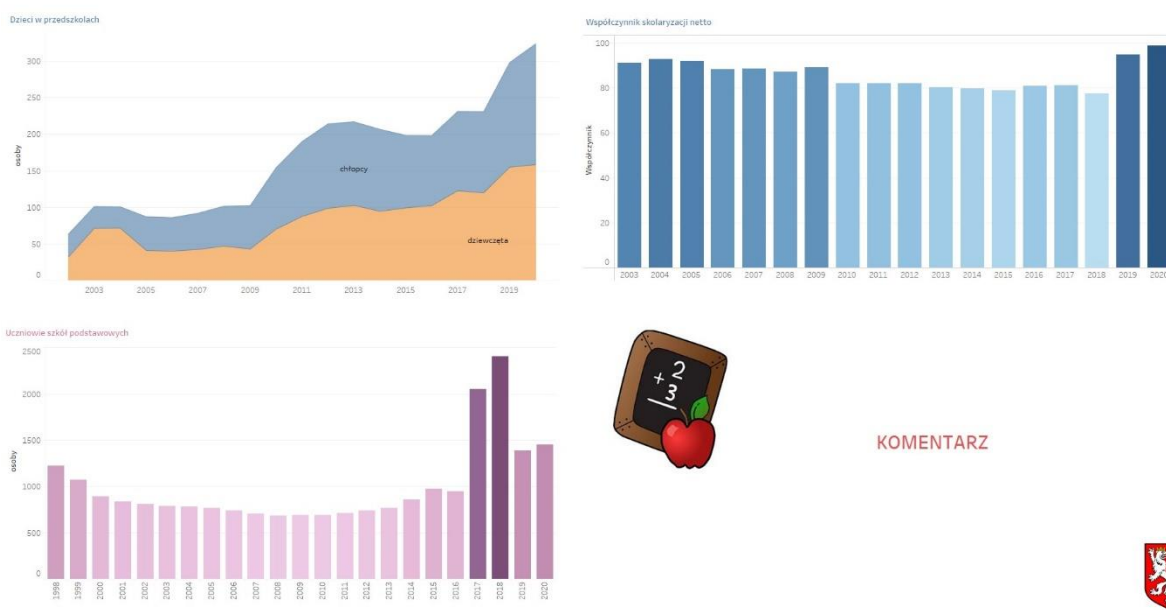 Dzieci w przedszkolach
300
250
200
150
100
50
0
osoby
chłopcy
dziewczęta
2003 2005 2007 2009 2011 2013 2015 2017 2019
Współczynnik skolaryzacji netto
100
80
60
40
20
0
Współczynnik
2003 2004 2005 2006 2007 2008 2009 2010 2011 2012 2013 2014 2015 2016 2017 2018 2019 2020
Uczniowie szkół podstawowych
2500
2000
1500
1000
500
0
osoby
1998 1999 2000 2001 2002 2003 2004 2005 2006 2007 2008 2009 2010 2011 2012 2013 2014 2015 2016 2017 2018 2019 2020
2
+ 3
KOMENTARZ